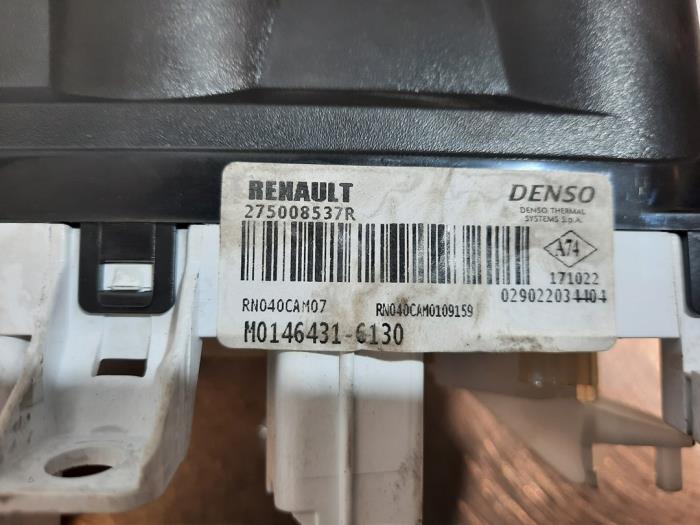 RENAULT
275008537R
DENSO
DENSO THERMAL
SYSTEMS S.p.A.
A74
171022
029022034404
RN040CAM07
RN040CAM0109159
M0146431-6130